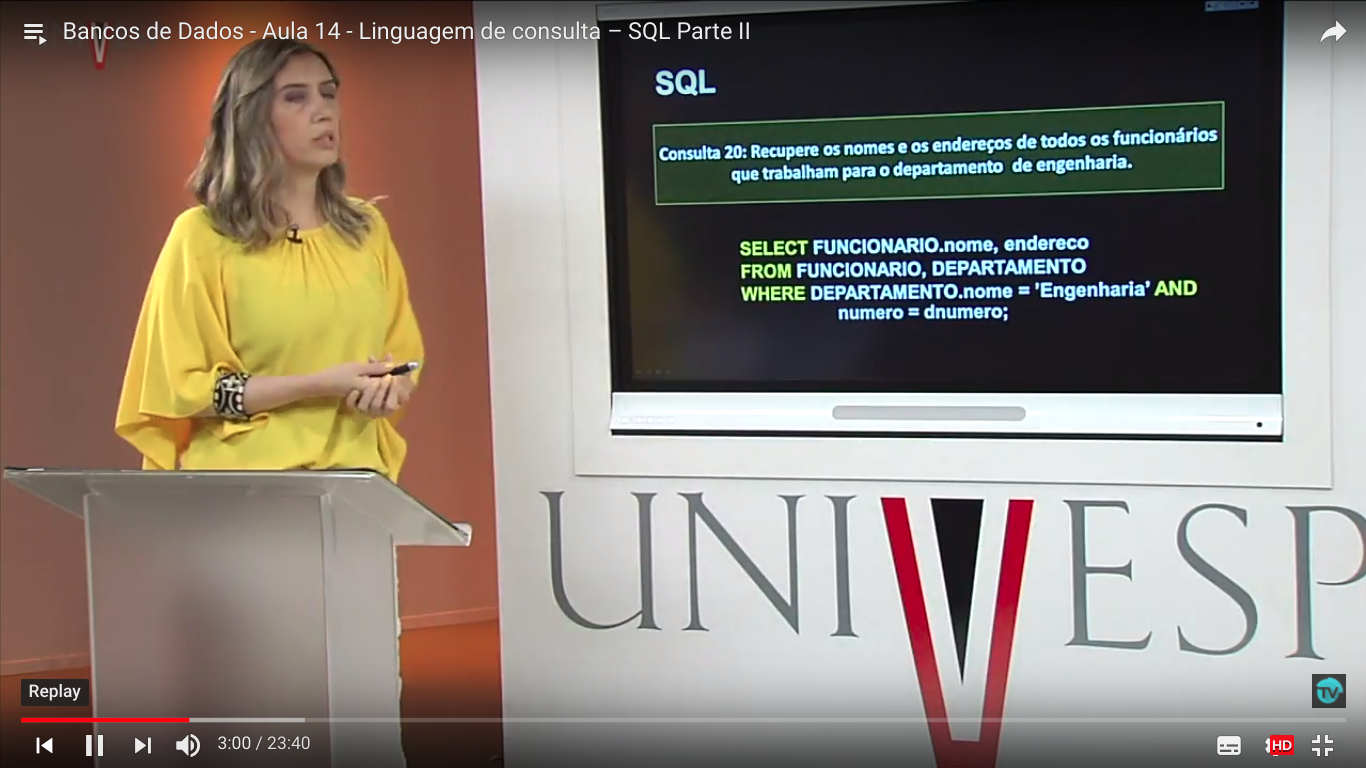 Bancos de Dados - Aula 14 - Linguagem de consulta – SQL Parte II
SQL
Consulta 20: Recupere os nomes e os endereços de todos os funcionários
que trabalham para o departamento de engenharia.
SELECT FUNCIONARIO.nome, endereco
FROM FUNCIONARIO, DEPARTAMENTO
WHERE DEPARTAMENTO.nome = 'Engenharia' AND
numero = dnumero;
UNIVESP
Replay
TV
3:00 / 23:40
HD